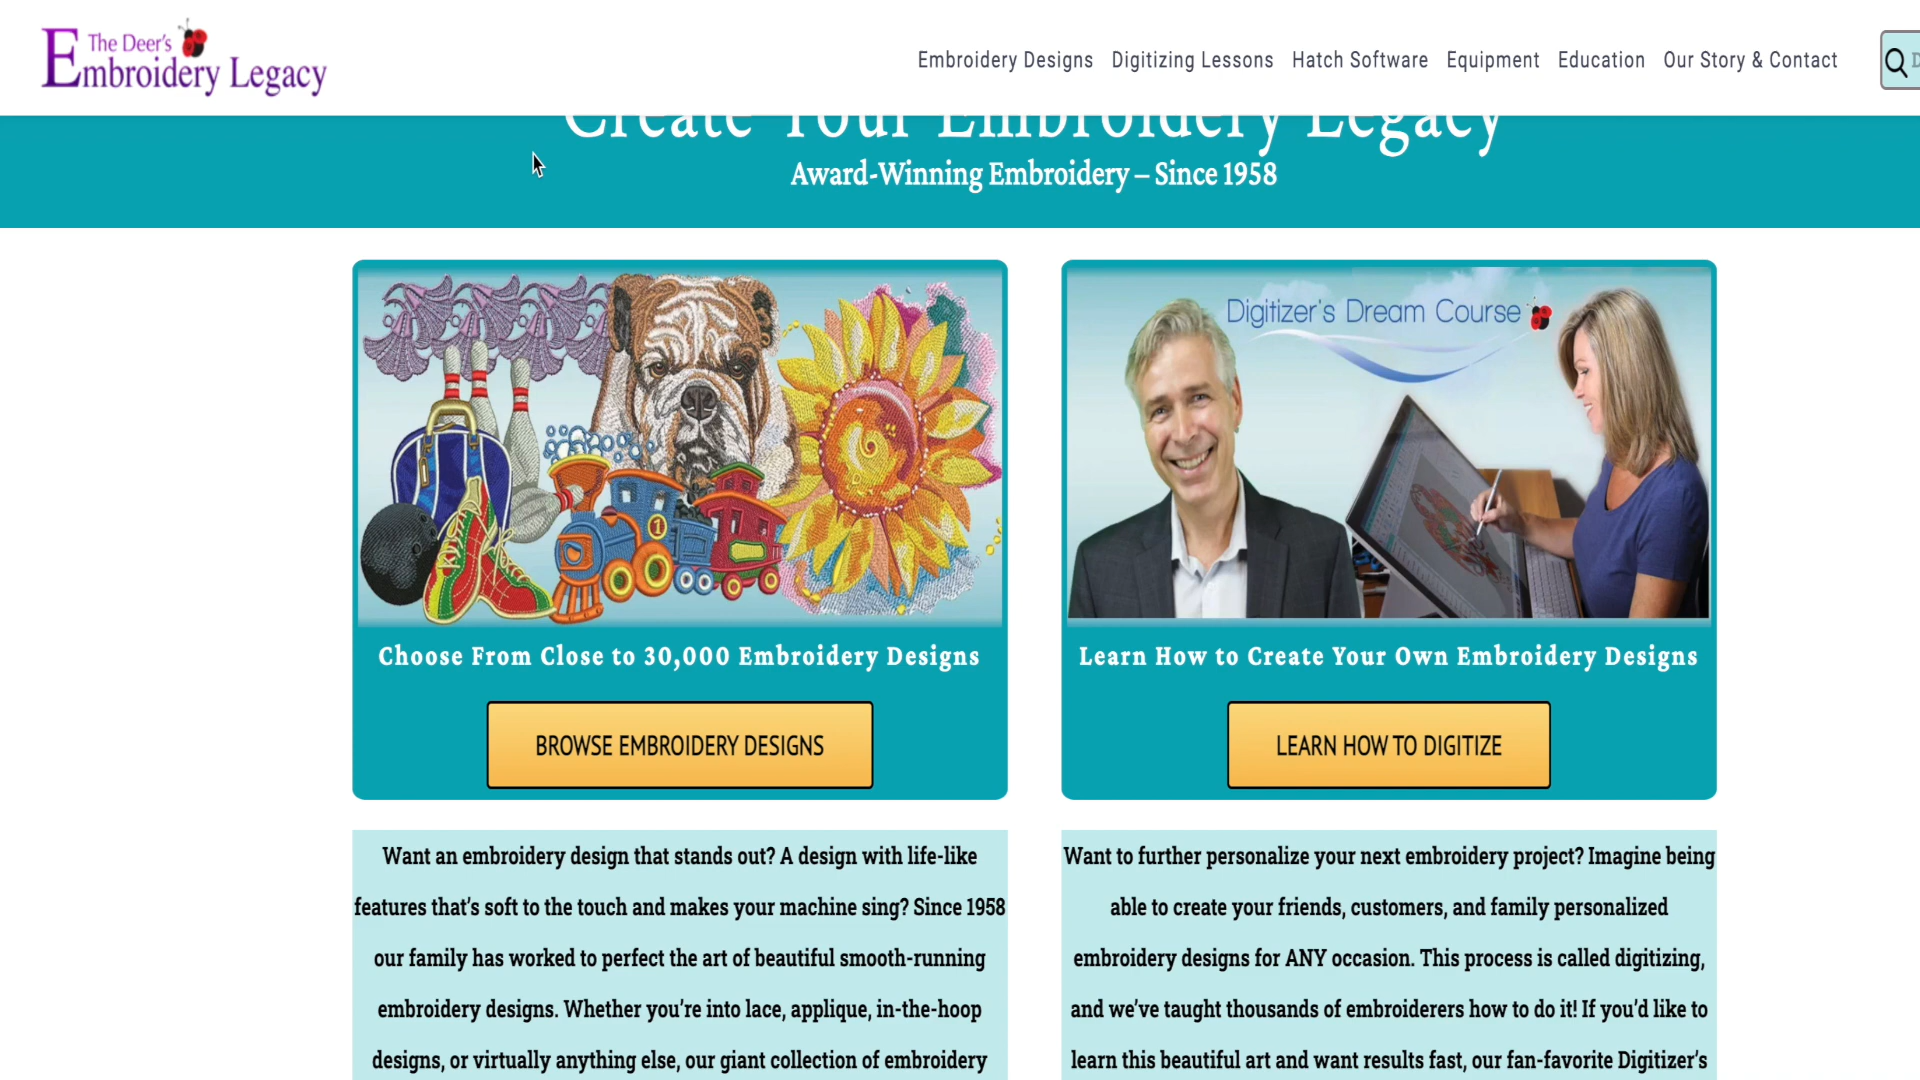 The Deer's
Embroidery Legacy
Embroidery Designs Digitizing Lessons Hatch Software Equipment Education Our Story & Contact
Create Your Embroidery Legacy
Award-Winning Embroidery – Since 1958
Digitizer's Dream Course
1
Choose From Close to 30,000 Embroidery Designs
Learn How to Create Your Own Embroidery Designs
BROWSE EMBROIDERY DESIGNS
LEARN HOW TO DIGITIZE
Want an embroidery design that stands out? A design with life-like
features that's soft to the touch and makes your machine sing? Since 1958
our family has worked to perfect the art of beautiful smooth-running
embroidery designs. Whether you're into lace, applique, in-the-hoop
designs, or virtually anything else, our giant collection of embroidery
Want to further personalize your next embroidery project? Imagine being
able to create your friends, customers, and family personalized
embroidery designs for ANY occasion. This process is called digitizing,
and we've taught thousands of embroiderers how to do it! If you'd like to
learn this beautiful art and want results fast, our fan-favorite Digitizer's